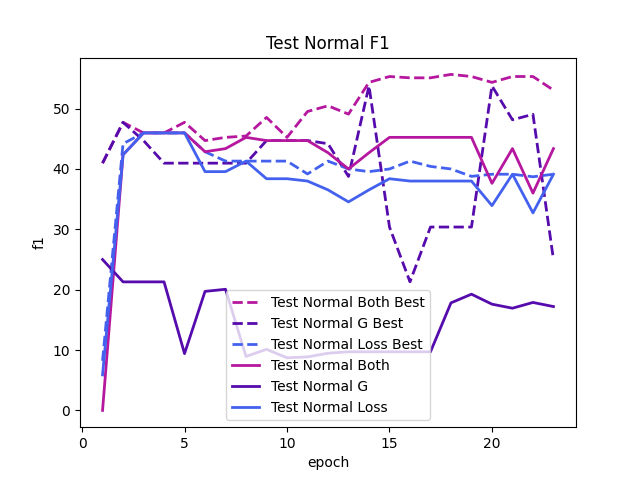 Test Normal F1
f1
50
40
30
20
10
0
Test Normal Both Best
Test Normal G Best
Test Normal Loss Best
Test Normal Both
Test Normal G
Test Normal Loss
0 5 10 15 20
epoch